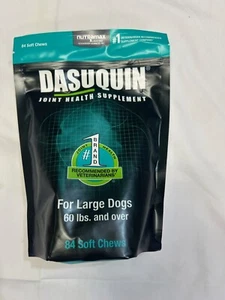 84 Soft Chews
nutramax
#1
DASUQUIN
JOINT HEALTH SUPPLEMENT
#1
BRAND
RECOMMENDED BY
VETERINARIANS
For Large Dogs
60 lbs. and over
84 Soft Chews